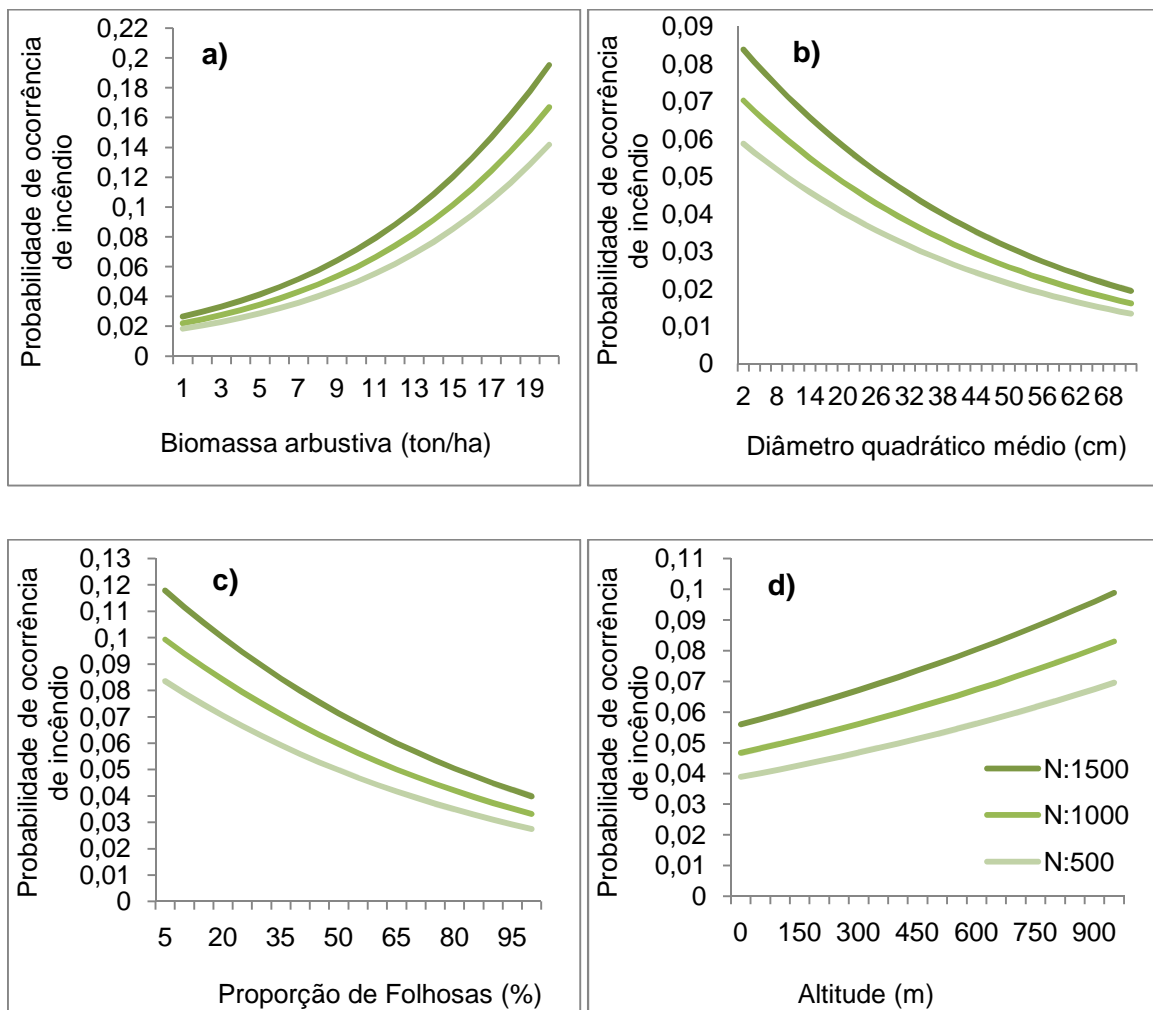 a)
Probabilidade de ocorrência
de incêndio
0,22
0,2
0,18
0,16
0,14
0,12
0,1
0,08
0,06
0,04
0,02
0
1 3 5 7 9 11 13 15 17 19
Biomassa arbustiva (ton/ha)
b)
Probabilidade de ocorrência
de incêndio
0,09
0,08
0,07
0,06
0,05
0,04
0,03
0,02
0,01
0
2 8 14 20 26 32 38 44 50 56 62 68
Diâmetro quadrático médio (cm)
c)
Probabilidade de ocorrência
de incêndio
0,13
0,12
0,11
0,1
0,09
0,08
0,07
0,06
0,05
0,04
0,03
0,02
0,01
0
5 20 35 50 65 80 95
Proporção de Folhosas (%)
d)
Probabilidade de ocorrência
de incêndio
0,11
0,1
0,09
0,08
0,07
0,06
0,05
0,04
0,03
0,02
0,01
0
N:1500
N:1000
N:500
0 150 300 450 600 750 900
Altitude (m)